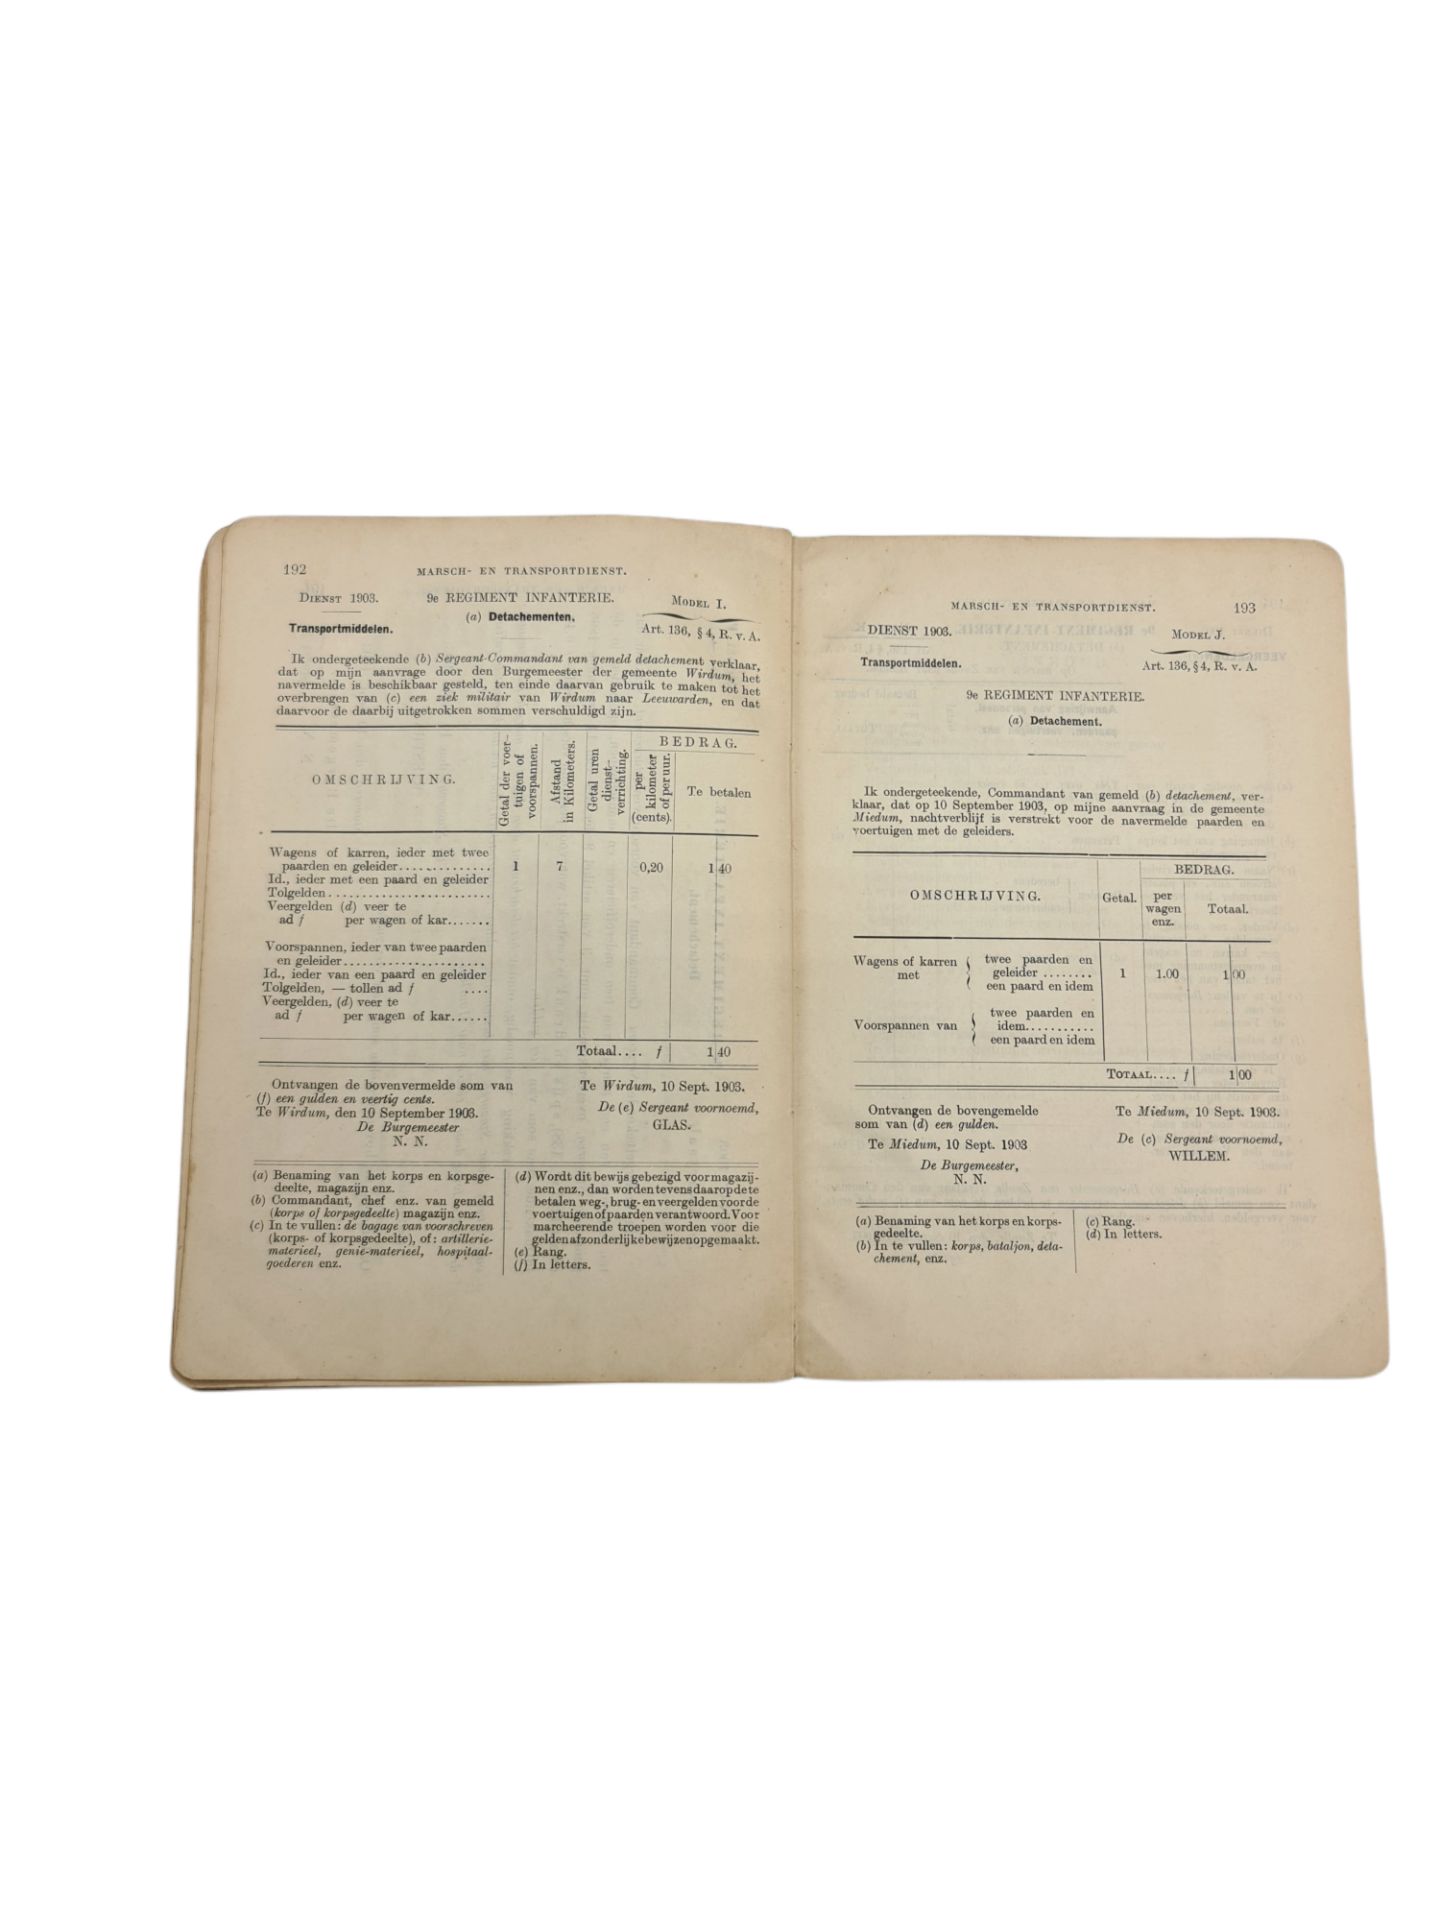 192
MARSCH- EN TRANSPORTDIENST.
DIENST 1903.
9e REGIMENT INFANTERIE.
MODEL I.
(a) Detachementen.
Transportmiddelen.
Art. 136, § 4, R. v. A.
Ik ondergeteekende (b) Sergeant-Commandant van gemeld detachement verklaar,
dat op mijn aanvrage door den Burgemeester der gemeente Wirdum, het
navermelde is beschikbaar gesteld, ten einde daarvan gebruik te maken tot het
overbrengen van (c) een ziek militair van Wirdum naar Leeuwarden, en dat
daarvoor de daarbij uitgetrokken sommen verschuldigd zijn.
OMSCHRIJVING.
Getal der voer-
tuigen of
voorspannen.
Afstand
in Kilometers.
Getal uren
dienst-
verrichting.
BEDRAG.
per
kilometer
of per uur.
(cents).
Te betalen
Wagens of karren, ieder met twee
paarden en geleider.............. 1 7 0,20 1 40
Id., ieder met een paard en geleider
Tolgelden.........................
Veergelden (d) veer te
ad f per wagen of kar.......
Voorspannen, ieder van twee paarden
en geleider......................
Id., ieder van een paard en geleider
Tolgelden, — tollen ad f ....
Veergelden, (d) veer te
ad f per wagen of kar......
Totaal.... f 1 40
Ontvangen de bovenvermelde som van
(f) een gulden en veertig cents.
Te Wirdum, den 10 September 1903.
De Burgemeester
N. N.
Te Wirdum, 10 Sept. 1903.
De (e) Sergeant voornoemd,
GLAS.
(a) Benaming van het korps en korpsge-
deelte, magazijn enz.
(b) Commandant, chef enz. van gemeld
(korps of korpsgedeelte) magazijn enz.
(c) In te vullen: de bagage van voorschreven
(korps- of korpsgedeelte), of: artillerie-
materieel, genie-materieel, hospitaal-
goederen enz.
(d) Wordt dit bewijs gebezigd voor magazij-
nen enz., dan worden tevens daarop de te
betalen weg-, brug- en veergelden voor de
voertuigen of paarden verantwoord. Voor
marcheerende troepen worden voor die
gelden afzonderlijke bewijzen opgemaakt.
(e) Rang.
(f) In letters.
MARSCH- EN TRANSPORTDIENST.
193
DIENST 1903.
MODEL J.
Transportmiddelen.
Art. 136, § 4, R. v. A.
9e REGIMENT INFANTERIE.
(a) Detachement.
Ik ondergeteekende, Commandant van gemeld (b) detachement, ver-
klaar, dat op 10 September 1903, op mijne aanvraag in de gemeente
Miedum, nachtverblijf is verstrekt voor de navermelde paarden en
voertuigen met de geleiders.
OMSCHRIJVING.
Getal.
BEDRAG.
per
wagen
enz.
Totaal.
Wagens of karren
met
twee paarden en
geleider ........ 1 1.00 1 00
een paard en idem
Voorspannen van
twee paarden en
idem...........
een paard en idem
TOTAAL.... f 1 00
Ontvangen de bovengemelde
som van (d) een gulden.
Te Miedum, 10 Sept. 1903
De Burgemeester,
N. N.
Te Miedum, 10 Sept. 1903.
De (c) Sergeant voornoemd,
WILLEM.
(a) Benaming van het korps en korps-
gedeelte.
(b) In te vullen: korps, bataljon, deta-
chement, enz.
(c) Rang.
(d) In letters.